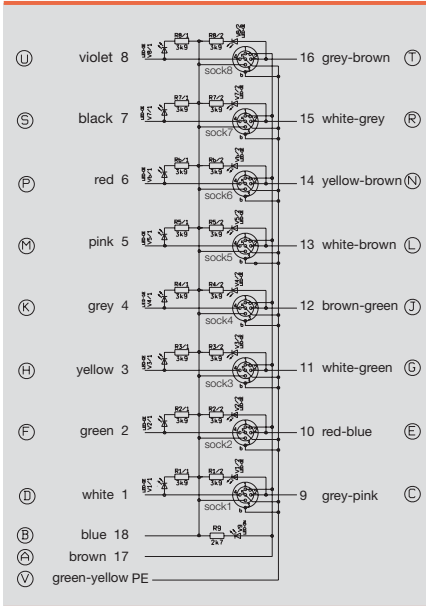 R8/1 R8/2
3k9 3k9
Ⓤ violet 8 16 grey-brown Ⓣ
sock8
R7/1 R7/2
3k9 3k9
Ⓢ black 7 15 white-grey Ⓡ
sock7
R6/1 R6/2
3k9 3k9
Ⓟ red 6 14 yellow-brown Ⓝ
sock6
R5/1 R5/2
3k9 3k9
Ⓜ pink 5 13 white-brown Ⓛ
sock5
R4/1 R4/2
3k9 3k9
Ⓚ grey 4 12 brown-green Ⓙ
sock4
R3/1 R3/2
3k9 3k9
Ⓗ yellow 3 11 white-green Ⓖ
sock3
R2/1 R2/2
3k9 3k9
Ⓕ green 2 10 red-blue Ⓔ
sock2
R1/1 R1/2
3k9 3k9
Ⓓ white 1 9 grey-pink Ⓒ
sock1
Ⓑ blue 18 R9
2k7
Ⓐ brown 17
Ⓥ green-yellow PE